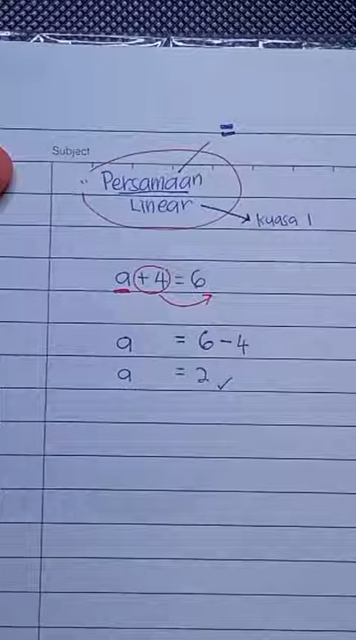 =
Subject
Persamaan
Linear → kuasa 1
a + 4 = 6
a = 6 - 4
a = 2 ✓